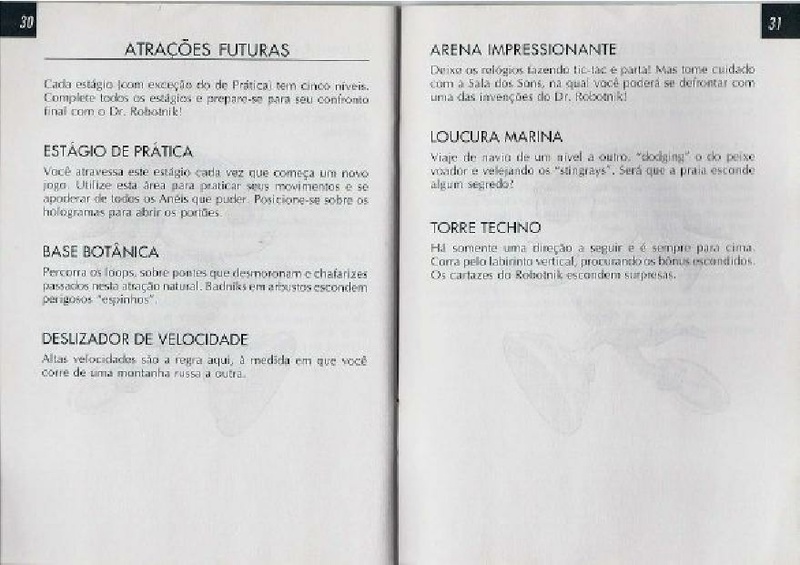 30
ATRAÇÕES FUTURAS
Cada estágio (com exceção do de Prática) tem cinco níveis.
Complete todos os estágios e prepare-se para seu confronto
final com o Dr. Robotnik!
ESTÁGIO DE PRÁTICA
Você atravessa este estágio cada vez que começa um novo
jogo. Utilize esta área para praticar seus movimentos e se
apoderar de todos os Anéis que puder. Posicione-se sobre os
hologramas para abrir os portões.
BASE BOTÂNICA
Percorra os loops, sobre pontes que desmoronam e chafarizes
passados nesta atração natural. Badniks em arbustos escondem
perigosos "espinhos".
DESLIZADOR DE VELOCIDADE
Altas velocidades são a regra aqui, à medida em que você
corre de uma montanha russa a outra.
31
ARENA IMPRESSIONANTE
Deixe os relógios fazendo tic-tac e parta! Mas tome cuidado
com a Sala dos Sons, na qual você poderá se defrontar com
uma das invenções do Dr. Robotnik!
LOUCURA MARINA
Viaje de navio de um nível a outro, "dodging" o do peixe
voador e velejando os "stingrays". Será que a praia esconde
algum segredo?
TORRE TECHNO
Há somente uma direção a seguir e é sempre para cima.
Corra pelo labirinto vertical, procurando os bônus escondidos.
Os cartazes do Robotnik escondem surpresas.